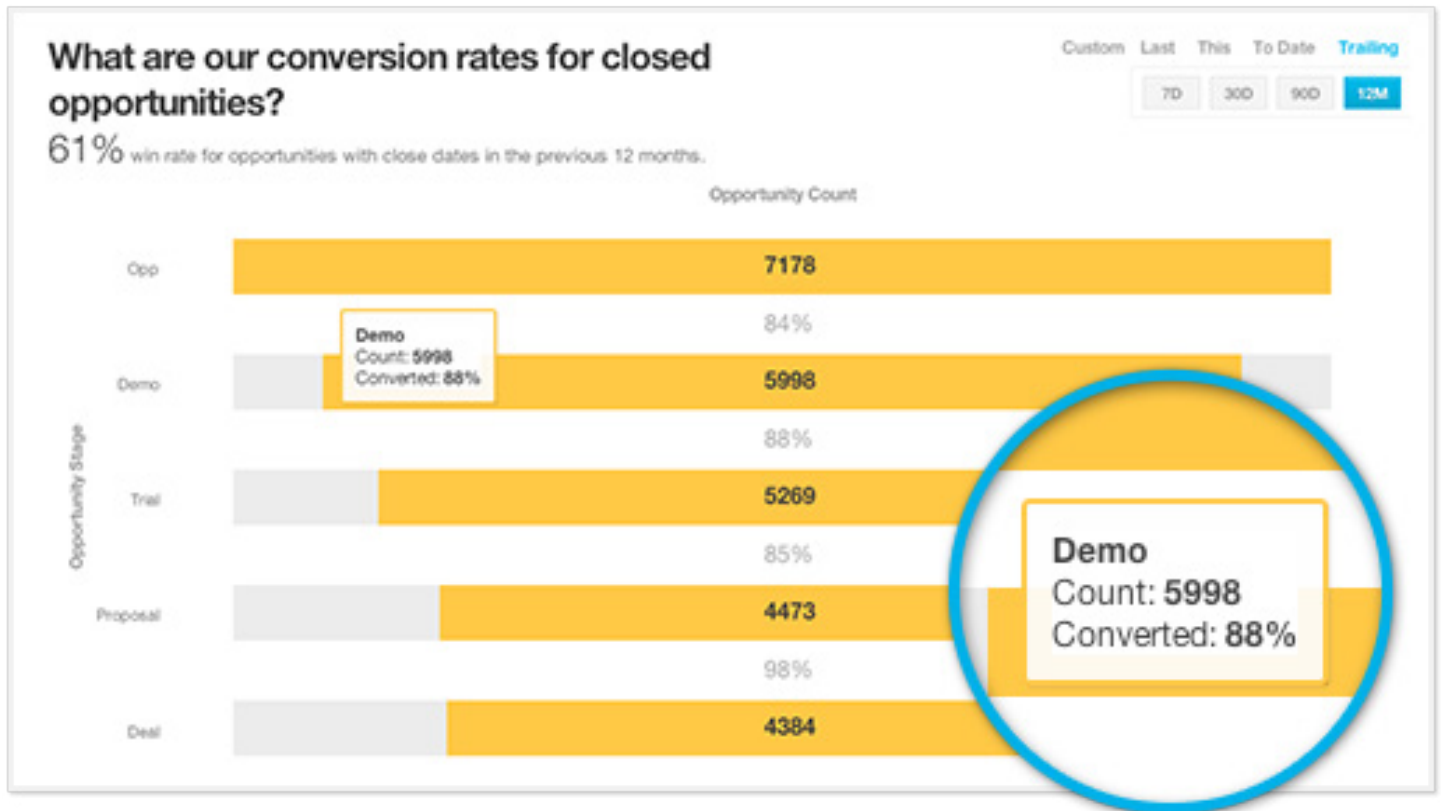 What are our conversion rates for closed
opportunities?
61% win rate for opportunities with close dates in the previous 12 months.
Custom Last This To Date Trailing
7D 30D 90D 12M
Opportunity Count
Opportunity Stage
Opp
7178
84%
Demo
Count: 5998
Converted: 88%
Demo
5998
88%
Trial
5269
85%
Proposal
4473
98%
Deal
4384
Demo
Count: 5998
Converted: 88%